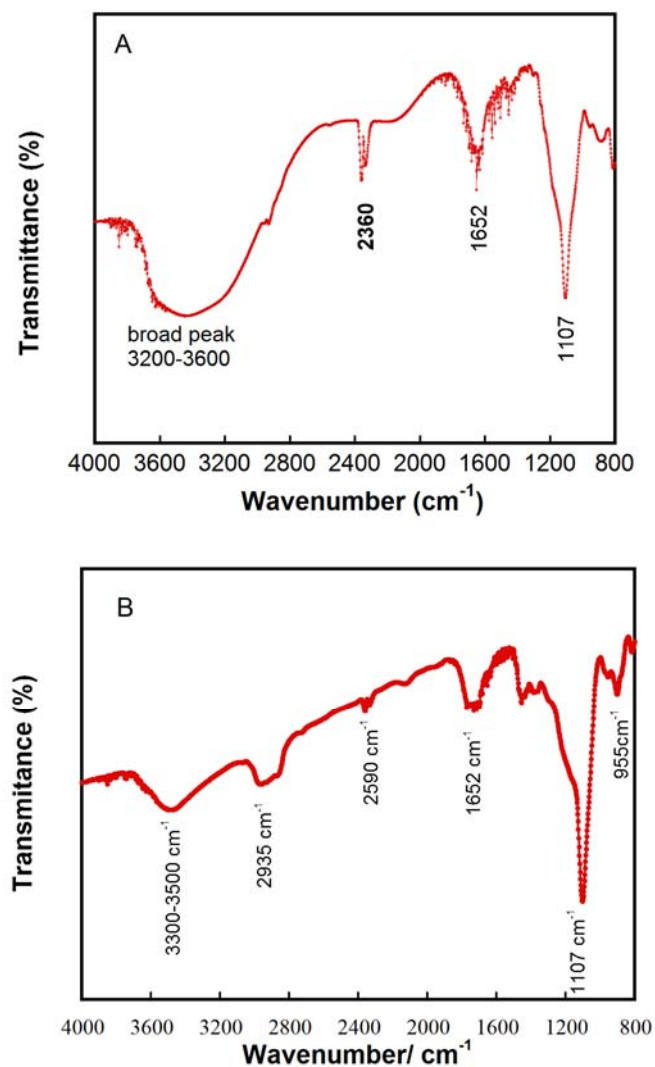 A
Transmittance (%)
broad peak
3200-3600
2360
1652
1107
4000 3600 3200 2800 2400 2000 1600 1200 800
Wavenumber (cm⁻¹)
B
Transmitance (%)
3300-3500 cm⁻¹
2935 cm⁻¹
2590 cm⁻¹
1652 cm⁻¹
1107 cm⁻¹
955cm⁻¹
4000 3600 3200 2800 2400 2000 1600 1200 800
Wavenumber/ cm⁻¹